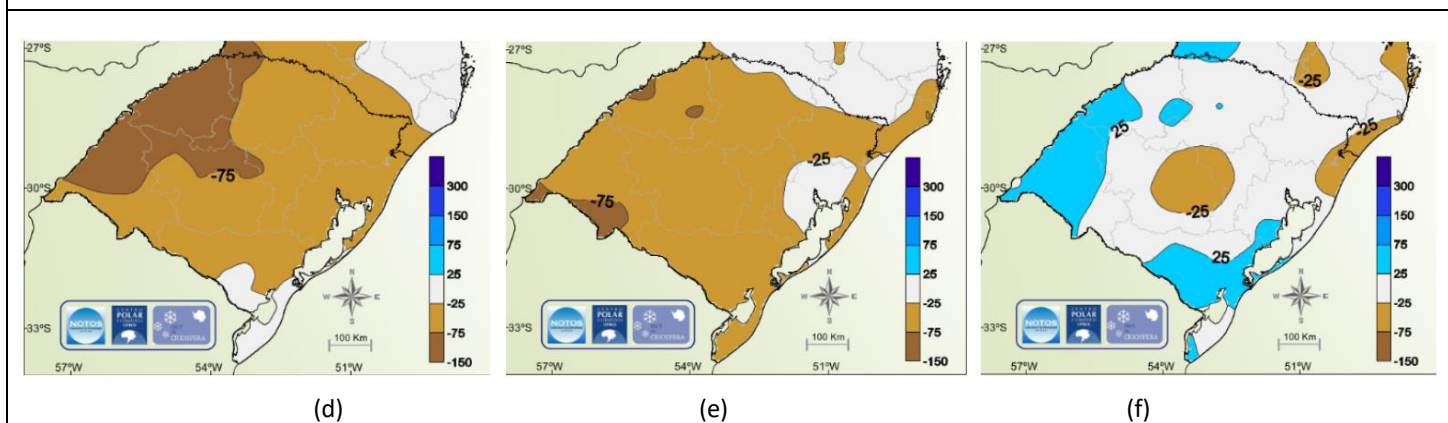 27°S
30°S
33°S
57°W
54°W
51°W
-75
300
150
75
25
-25
-75
-150
N
W
E
S
100 Km
NOTOS
CENTRO
POLAR
CLIMÁTICO
CRIOSFERA
(d)
27°S
30°S
33°S
57°W
54°W
51°W
-25
-75
300
150
75
25
-25
-75
-150
N
W
E
S
100 Km
NOTOS
POLAR
CRIOSFERA
(e)
27°S
30°S
33°S
57°W
54°W
51°W
-25
25
-25
-25
25
300
150
75
25
-25
-75
-150
N
W
E
S
100 Km
NOTOS
POLAR
CRIOSFERA
(f)